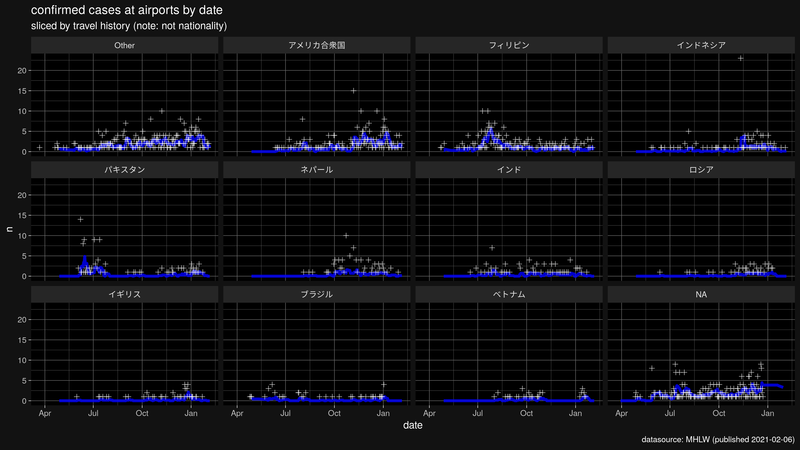 confirmed cases at airports by date
sliced by travel history (note: not nationality)
Other アメリカ合衆国 フィリピン インドネシア
20
15
10
5
0
パキスタン ネパール インド ロシア
20
15
10
5
0
n
イギリス ブラジル ベトナム NA
20
15
10
5
0
Apr Jul Oct Jan Apr Jul Oct Jan Apr Jul Oct Jan Apr Jul Oct Jan
date
datasource: MHLW (published 2021-02-06)